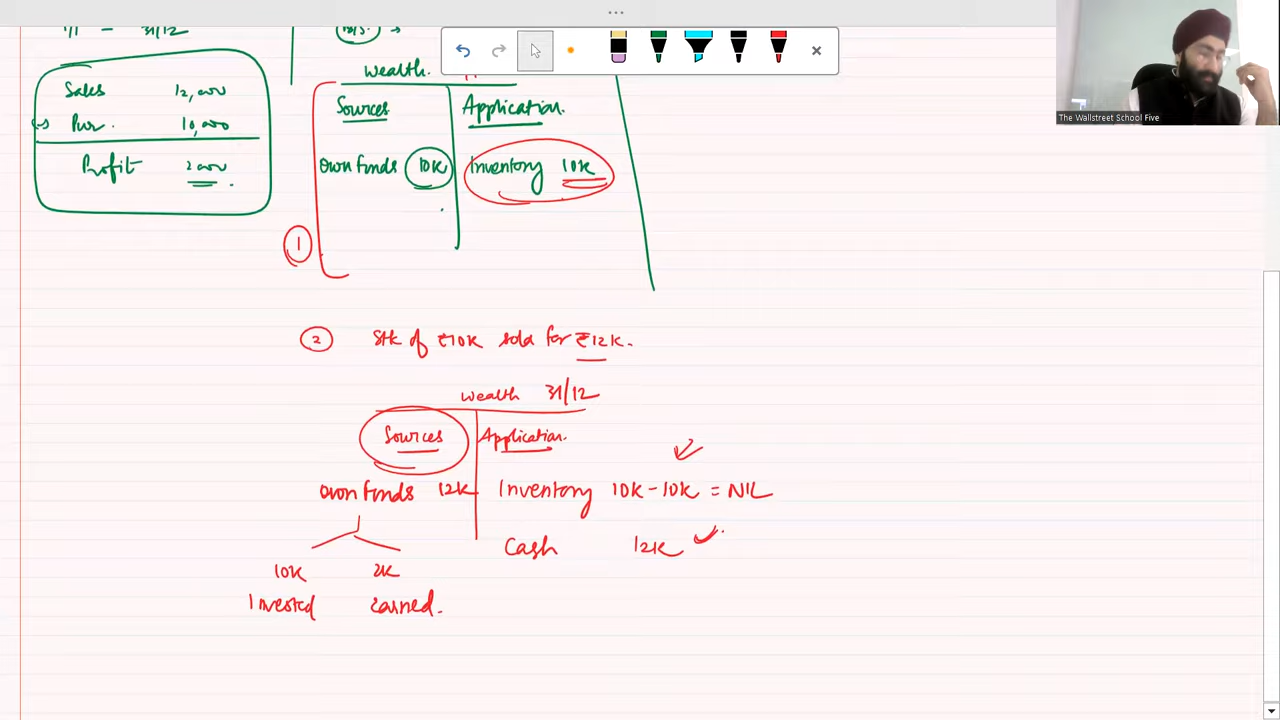 1/1 - 31/12
B/S. →
Wealth.
Sales 12,000
(-) Pur. 10,000
Profit 2000
Sources Application.
Own funds 10K Inventory 10K
1
The Wallstreet School Five
2 Stk of ₹10K sold for ₹12K.
Wealth 31/12
Sources Application.
Own funds 12K Inventory 10K - 10K = NIL
Cash 12K
10K 2K
Invested Earned.